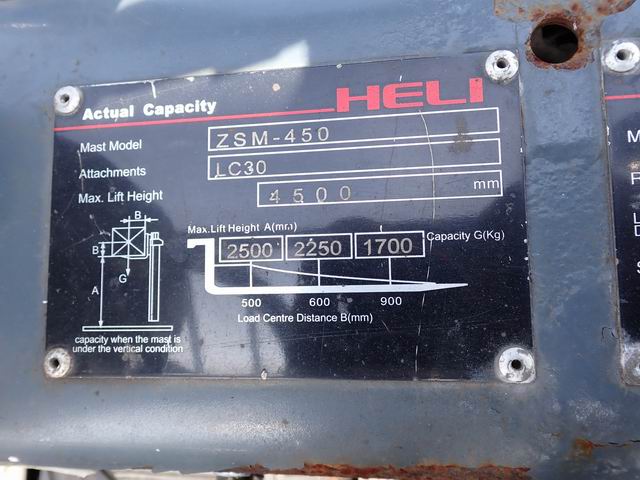 Actual Capacity HELI
Mast Model ZSM-450
Attachments LC30
Max. Lift Height 4500 mm
Max.Lift Height A(mm)
2500 2250 1700 Capacity G(Kg)
500 600 900
Load Centre Distance B(mm)
B
B
G
A
capacity when the mast is
under the vertical condition
M
R
L
D
S